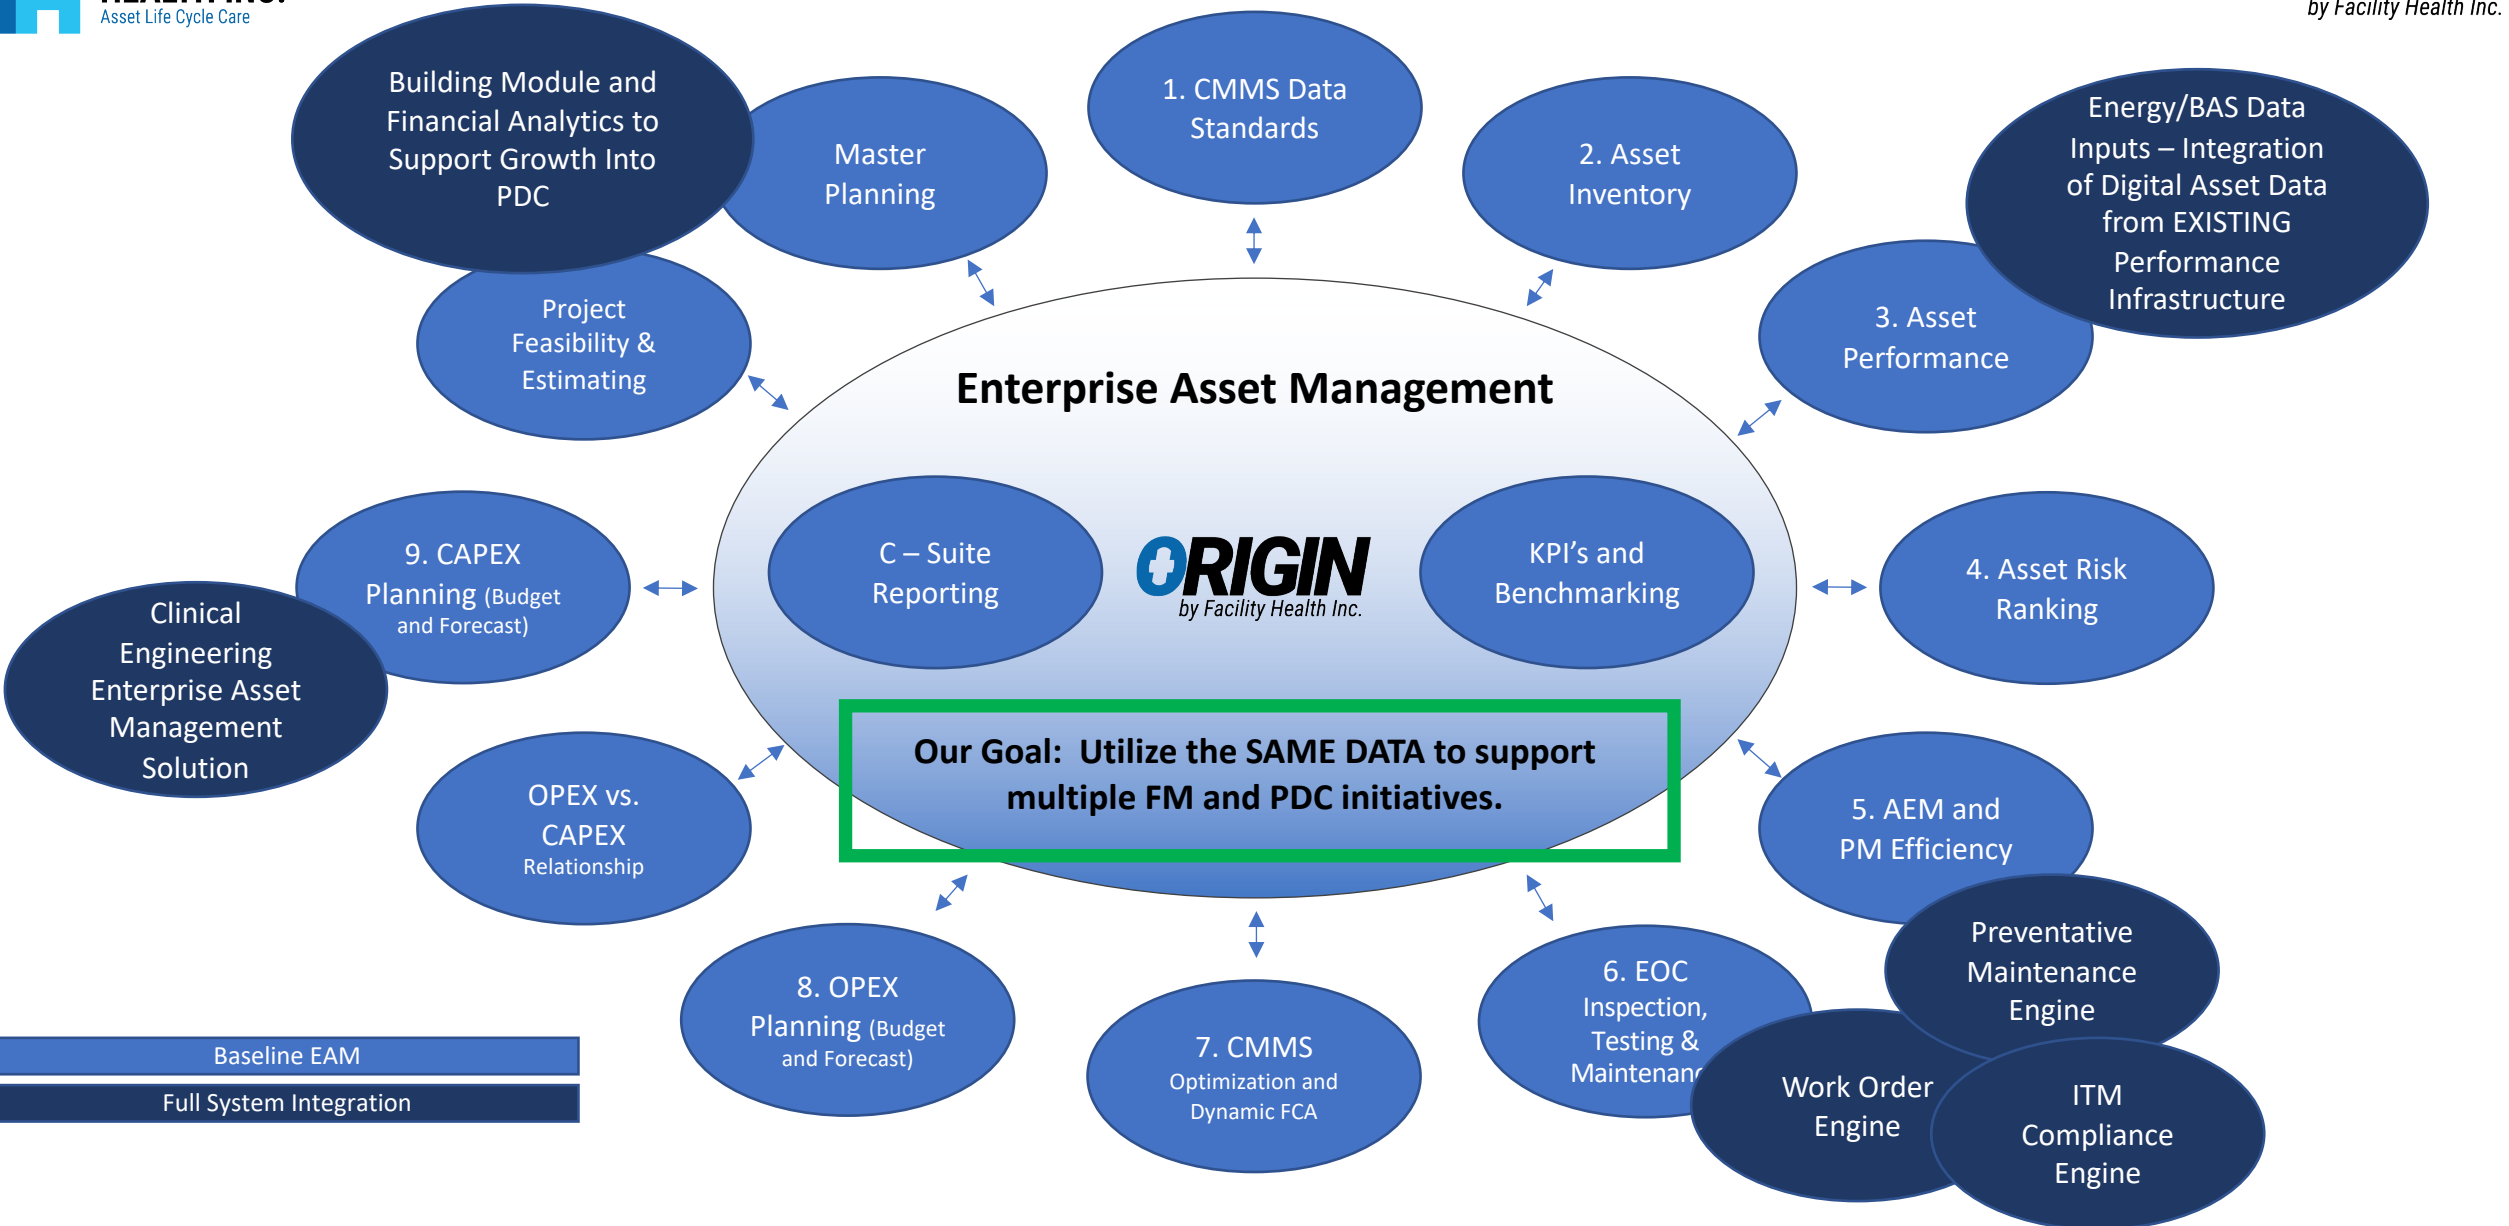 HEALTH INC.
Asset Life Cycle Care
by Facility Health Inc.
Building Module and
Financial Analytics to
Support Growth Into
PDC
Master
Planning
1. CMMS Data
Standards
2. Asset
Inventory
Energy/BAS Data
Inputs – Integration
of Digital Asset Data
from EXISTING
Performance
Infrastructure
3. Asset
Performance
Project
Feasibility &
Estimating
Enterprise Asset Management
9. CAPEX
Planning (Budget
and Forecast)
C – Suite
Reporting
ORIGIN
by Facility Health Inc.
KPI's and
Benchmarking
4. Asset Risk
Ranking
Clinical
Engineering
Enterprise Asset
Management
Solution
Our Goal:  Utilize the SAME DATA to support
multiple FM and PDC initiatives.
OPEX vs.
CAPEX
Relationship
5. AEM and
PM Efficiency
Preventative
Maintenance
Engine
8. OPEX
Planning (Budget
and Forecast)
7. CMMS
Optimization and
Dynamic FCA
6. EOC
Inspection,
Testing &
Maintenanc
Work Order
Engine
ITM
Compliance
Engine
Baseline EAM
Full System Integration